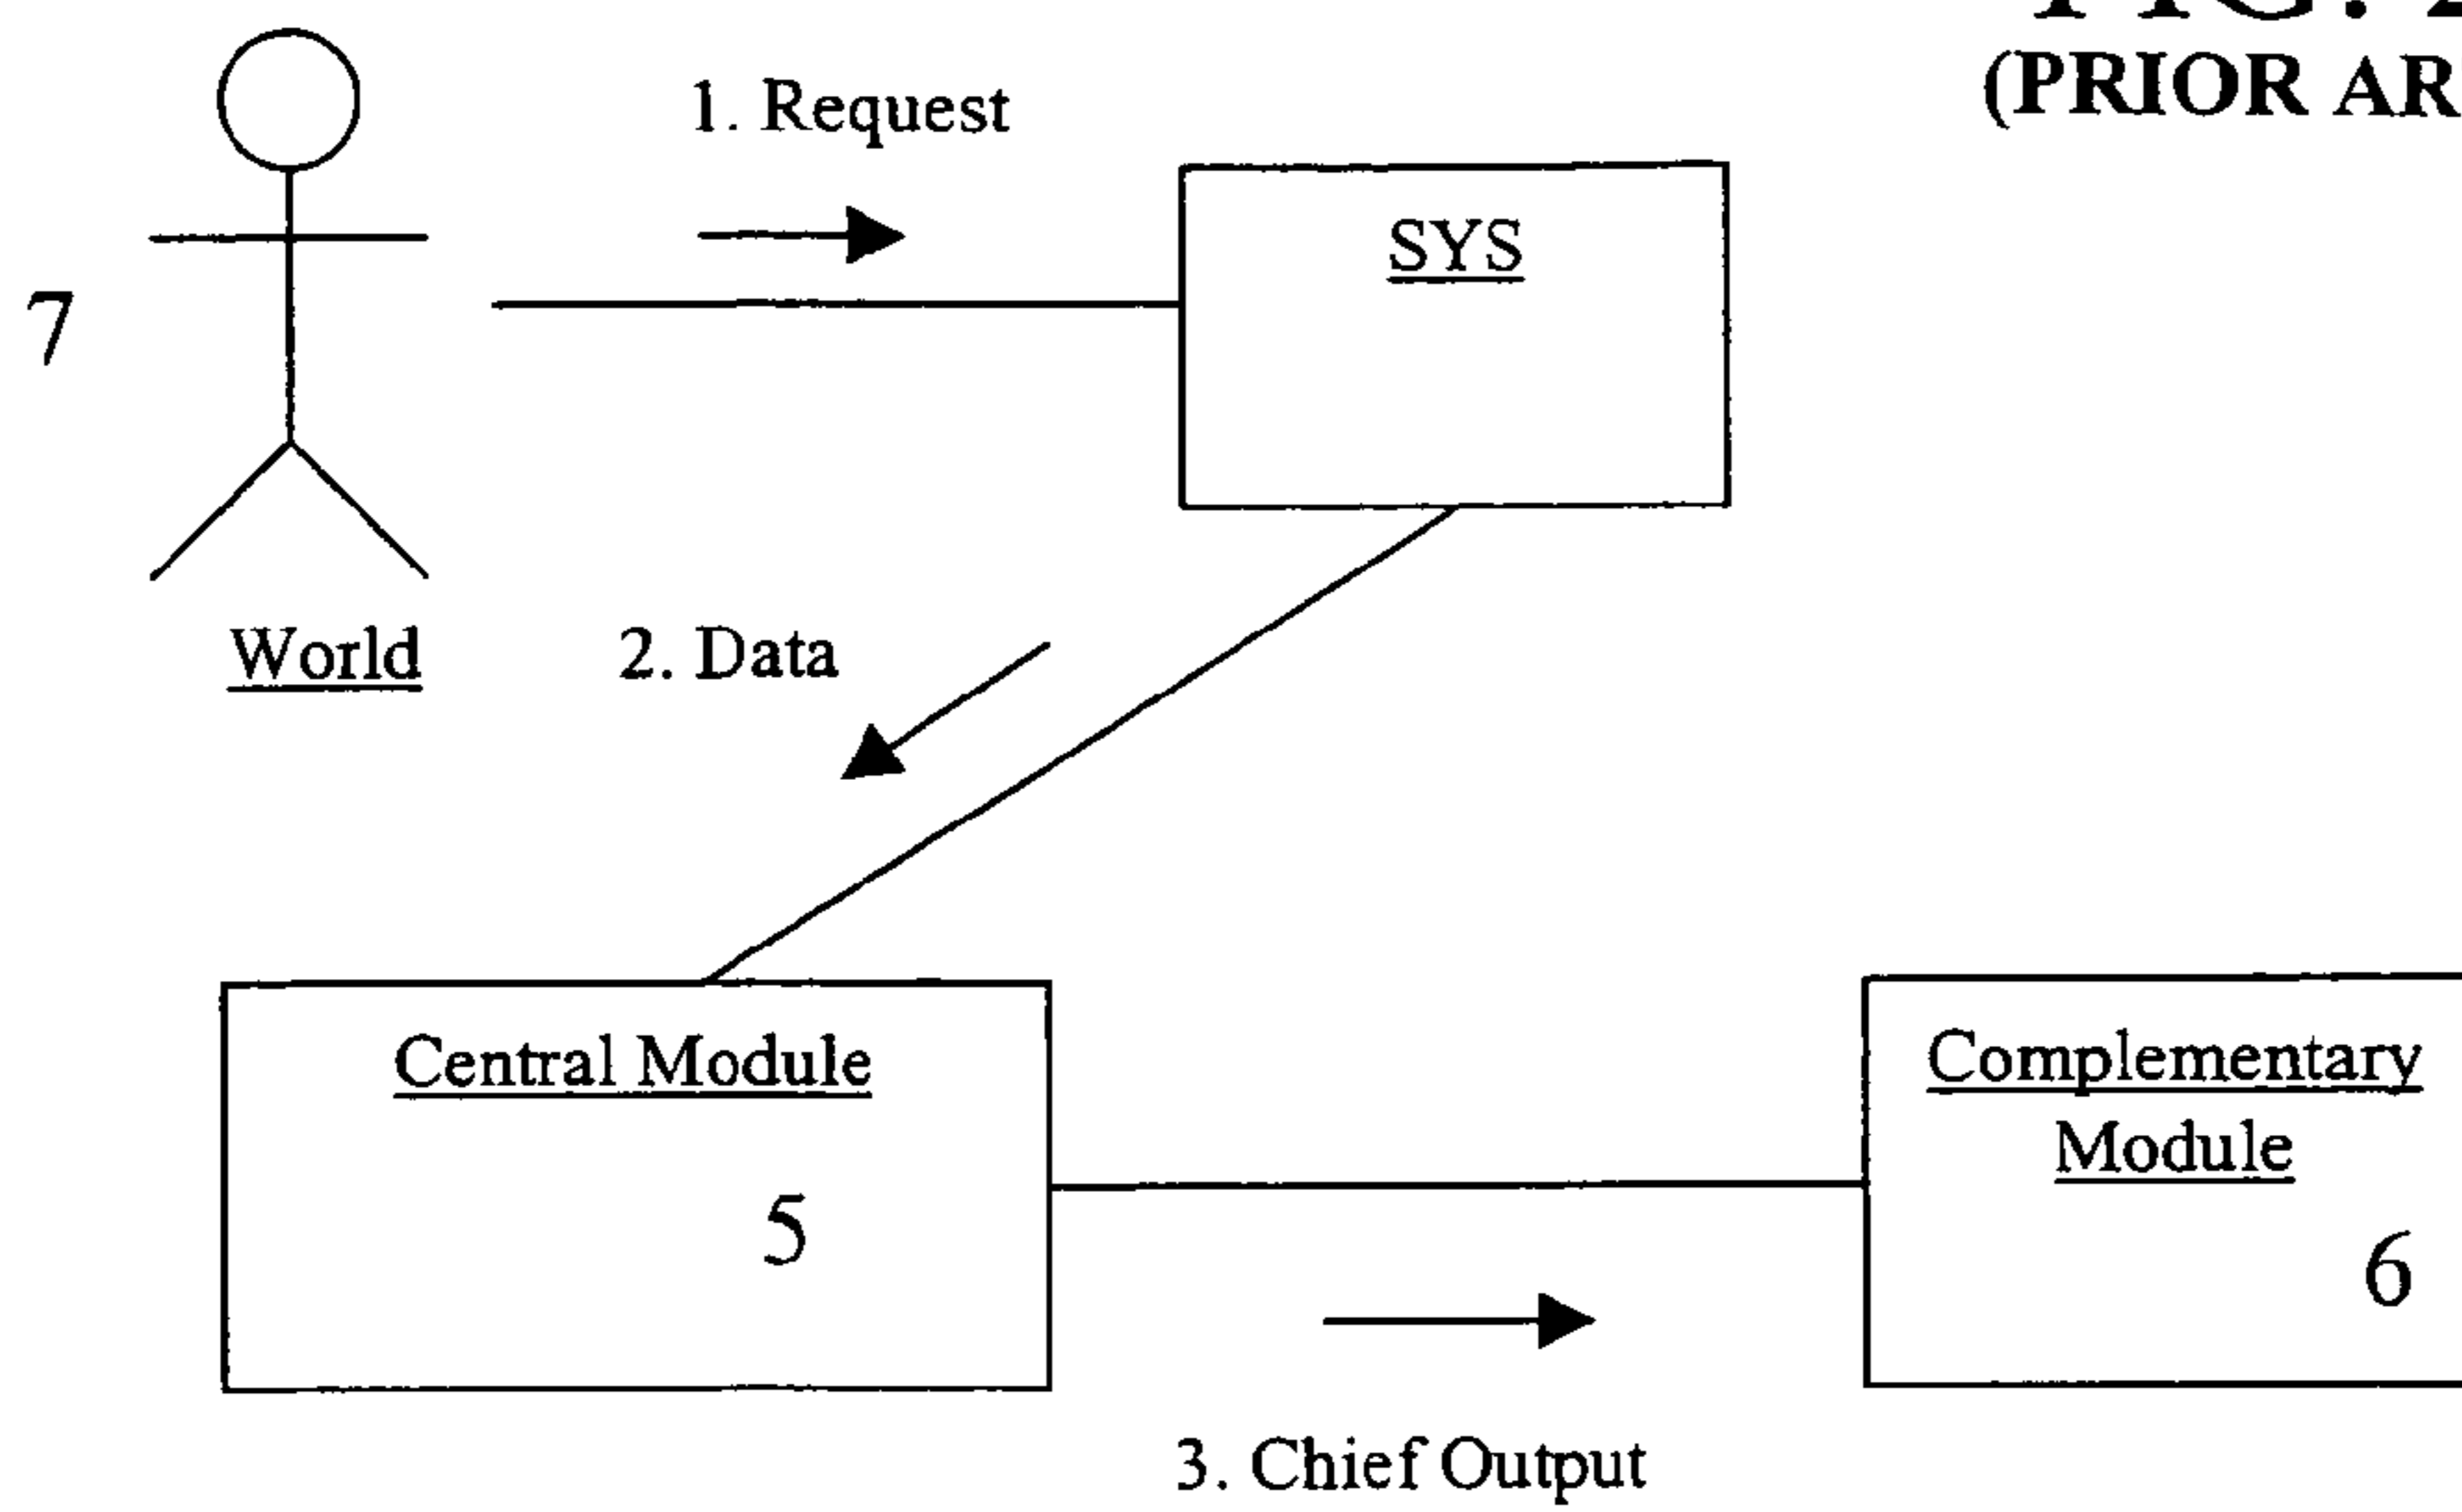 (PRIOR AR
1. Request
SYS
7
World
2. Data
Central Module
5
Complementary
Module
6
3. Chief Output